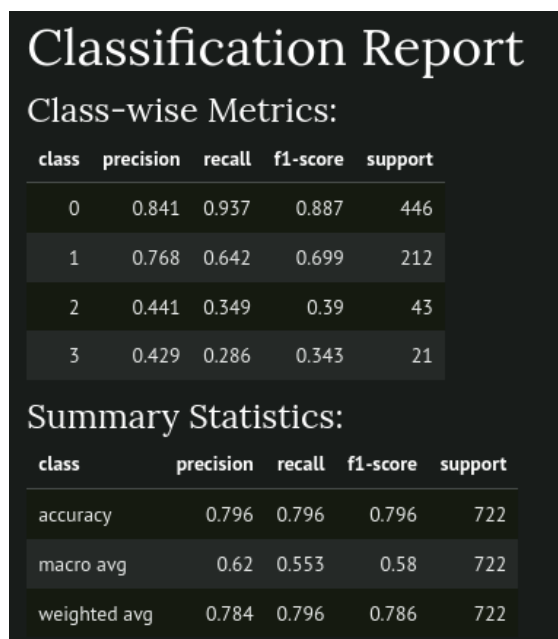 Classification Report
Class-wise Metrics:
class precision recall f1-score support
0 0.841 0.937 0.887 446
1 0.768 0.642 0.699 212
2 0.441 0.349 0.39 43
3 0.429 0.286 0.343 21
Summary Statistics:
class precision recall f1-score support
accuracy 0.796 0.796 0.796 722
macro avg 0.62 0.553 0.58 722
weighted avg 0.784 0.796 0.786 722